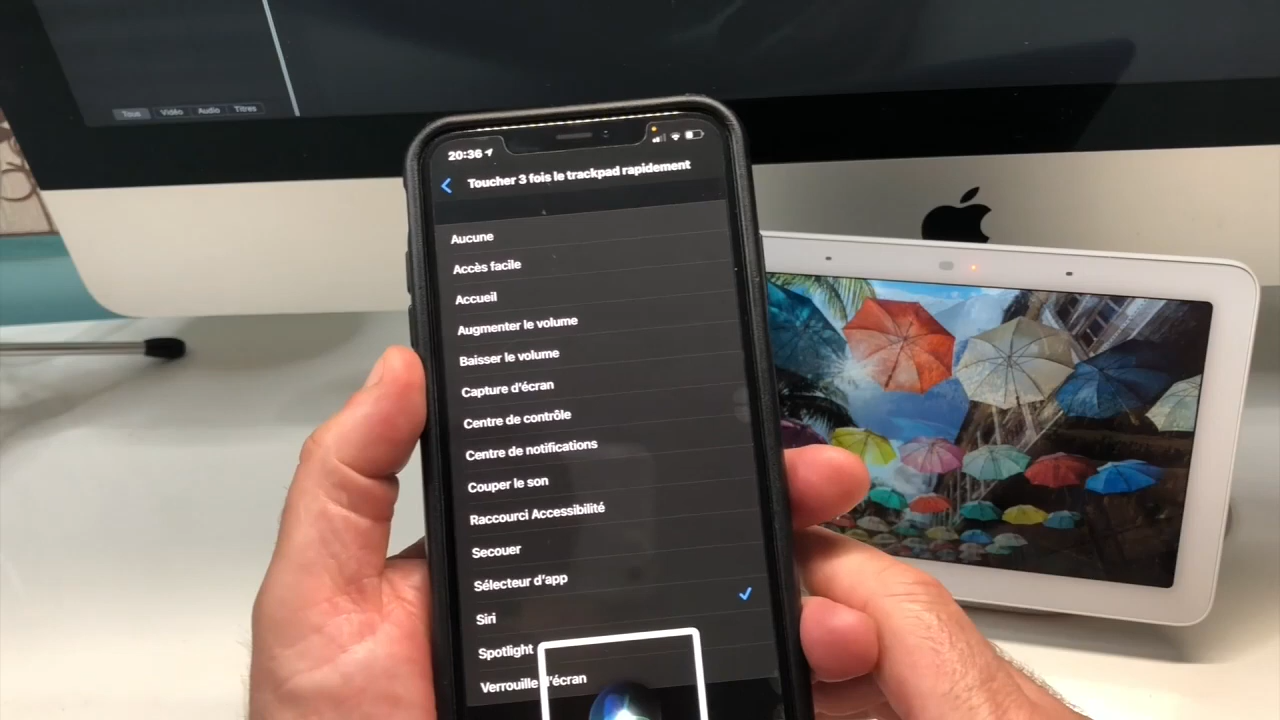 Tous Vidéo Audio Titres
20:36
Toucher 3 fois le trackpad rapidement
Aucune
Accès facile
Accueil
Augmenter le volume
Baisser le volume
Capture d'écran
Centre de contrôle
Centre de notifications
Couper le son
Raccourci Accessibilité
Secouer
Sélecteur d'app
Siri
Spotlight
Verrouille d'écran